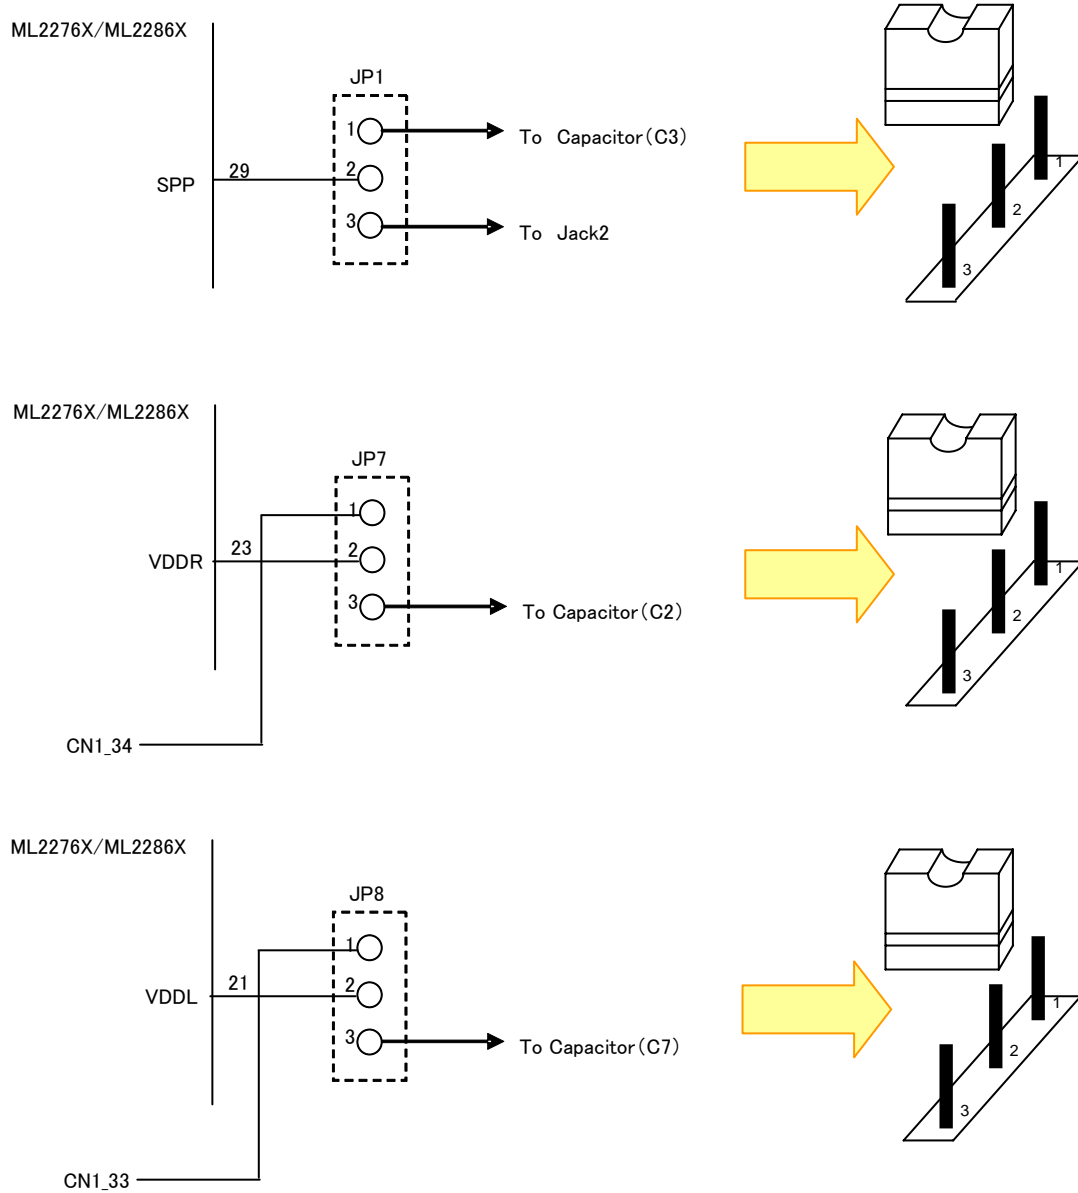 ML2276X/ML2286X
JP1
1
To Capacitor(C3)
29
2
SPP
3
To Jack2
1
2
3
ML2276X/ML2286X
JP7
1
23
2
VDDR
3
To Capacitor(C2)
CN1_34
1
2
3
ML2276X/ML2286X
JP8
1
21
2
VDDL
3
To Capacitor(C7)
CN1_33
1
2
3